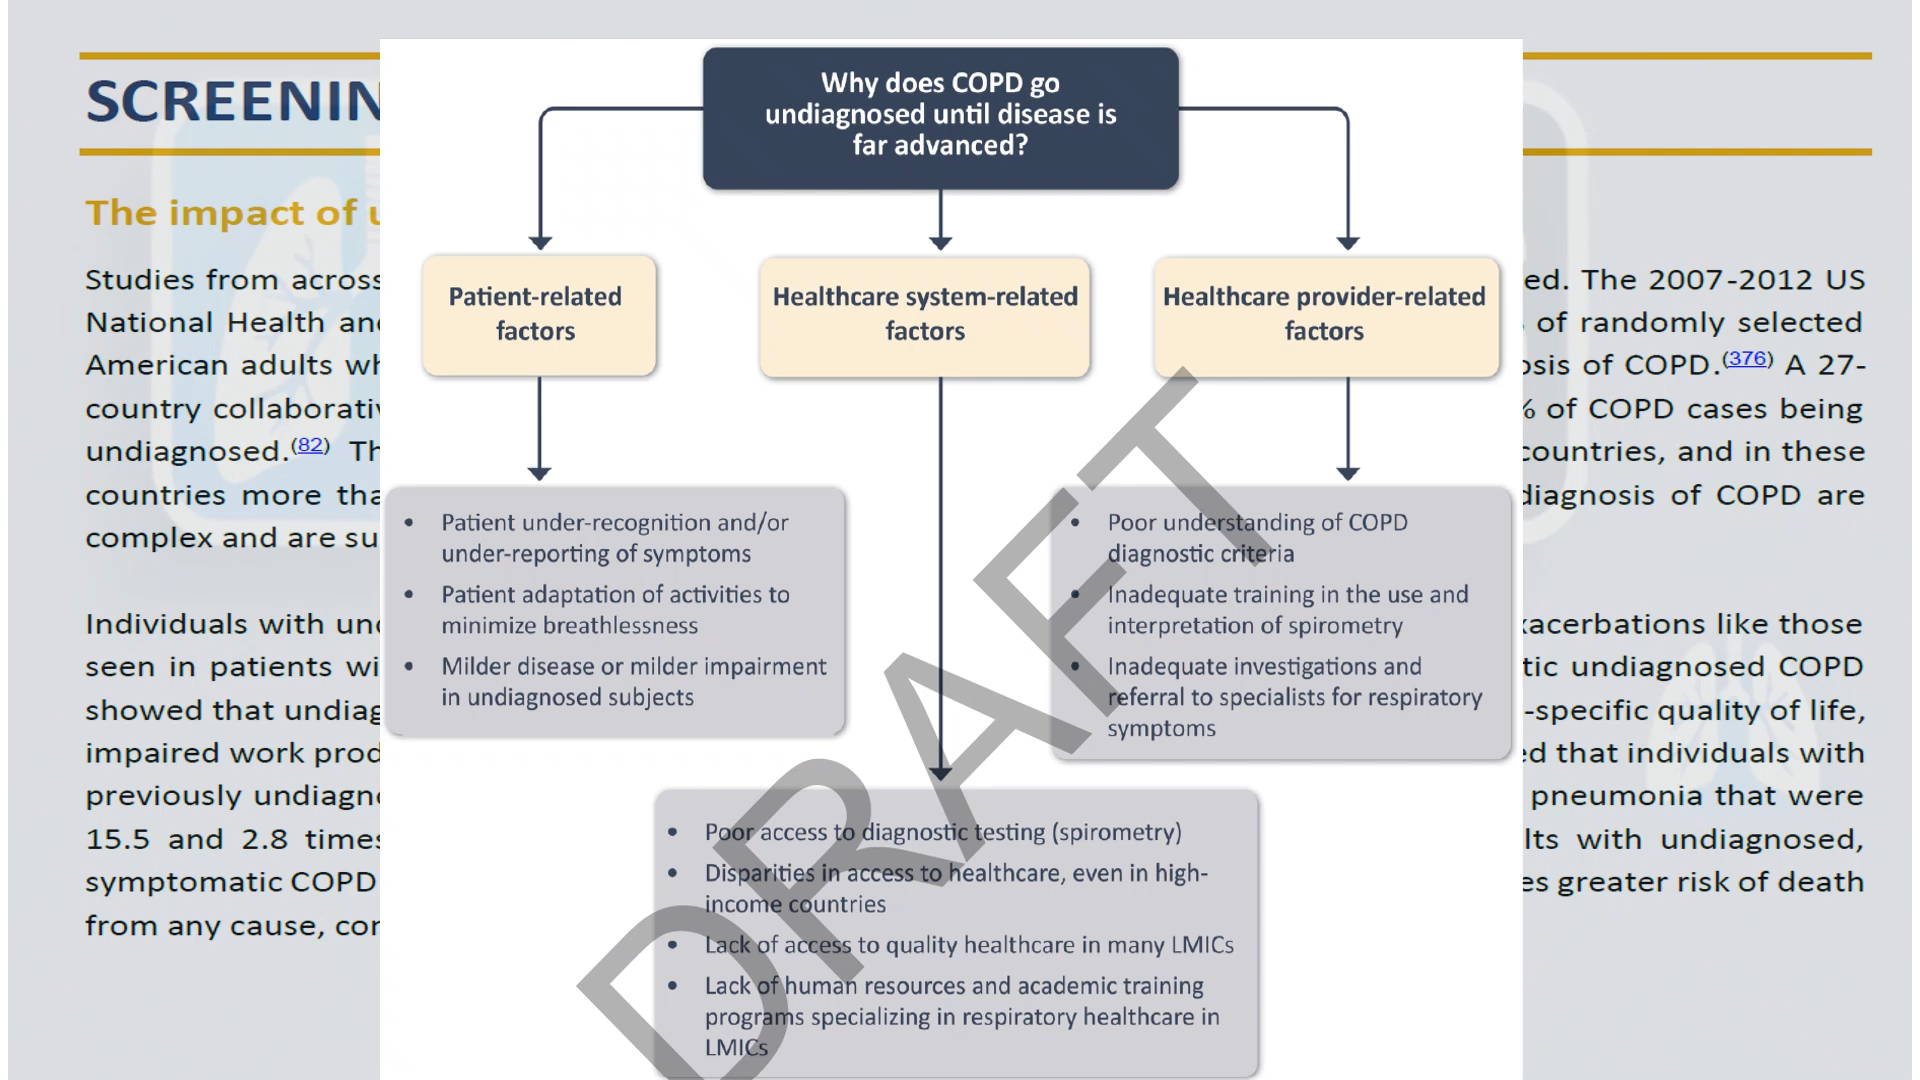 SCREENIN
The impact of u
Studies from across
National Health and
American adults wh
country collaborativ
undiagnosed.(82) Th
countries more tha
complex and are su
Individuals with und
seen in patients wi
showed that undiag
impaired work prod
previously undiagno
15.5 and 2.8 times
symptomatic COPD
from any cause, con
Why does COPD go
undiagnosed until disease is
far advanced?
Patient-related
factors
Healthcare system-related
factors
Healthcare provider-related
factors
• Patient under-recognition and/or
under-reporting of symptoms
• Patient adaptation of activities to
minimize breathlessness
• Milder disease or milder impairment
in undiagnosed subjects
• Poor understanding of COPD
diagnostic criteria
• Inadequate training in the use and
interpretation of spirometry
• Inadequate investigations and
referral to specialists for respiratory
symptoms
• Poor access to diagnostic testing (spirometry)
• Disparities in access to healthcare, even in high-
income countries
• Lack of access to quality healthcare in many LMICs
• Lack of human resources and academic training
programs specializing in respiratory healthcare in
LMICs
DRAFT
ed. The 2007-2012 US
of randomly selected
osis of COPD.(376) A 27-
% of COPD cases being
countries, and in these
diagnosis of COPD are
xacerbations like those
tic undiagnosed COPD
-specific quality of life,
ed that individuals with
pneumonia that were
lts with undiagnosed,
es greater risk of death